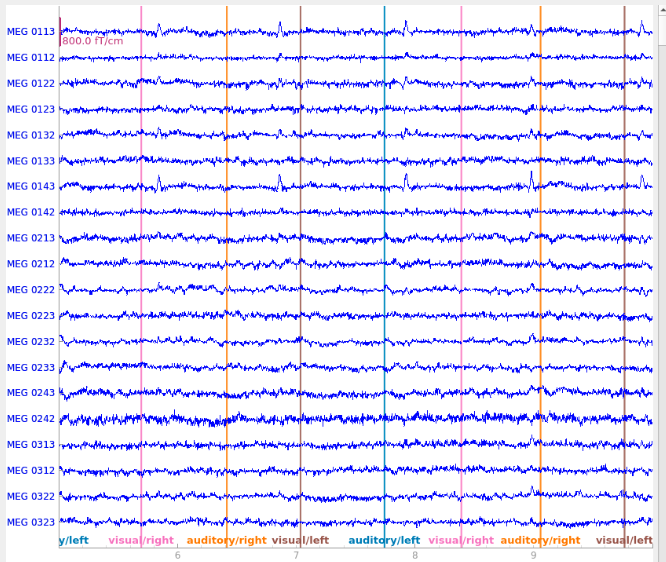 MEG 0113
800.0 fT/cm
MEG 0112
MEG 0122
MEG 0123
MEG 0132
MEG 0133
MEG 0143
MEG 0142
MEG 0213
MEG 0212
MEG 0222
MEG 0223
MEG 0232
MEG 0233
MEG 0243
MEG 0242
MEG 0313
MEG 0312
MEG 0322
MEG 0323
y/left visual/right auditory/right visual/left auditory/left visual/right auditory/right visual/left
6 7 8 9